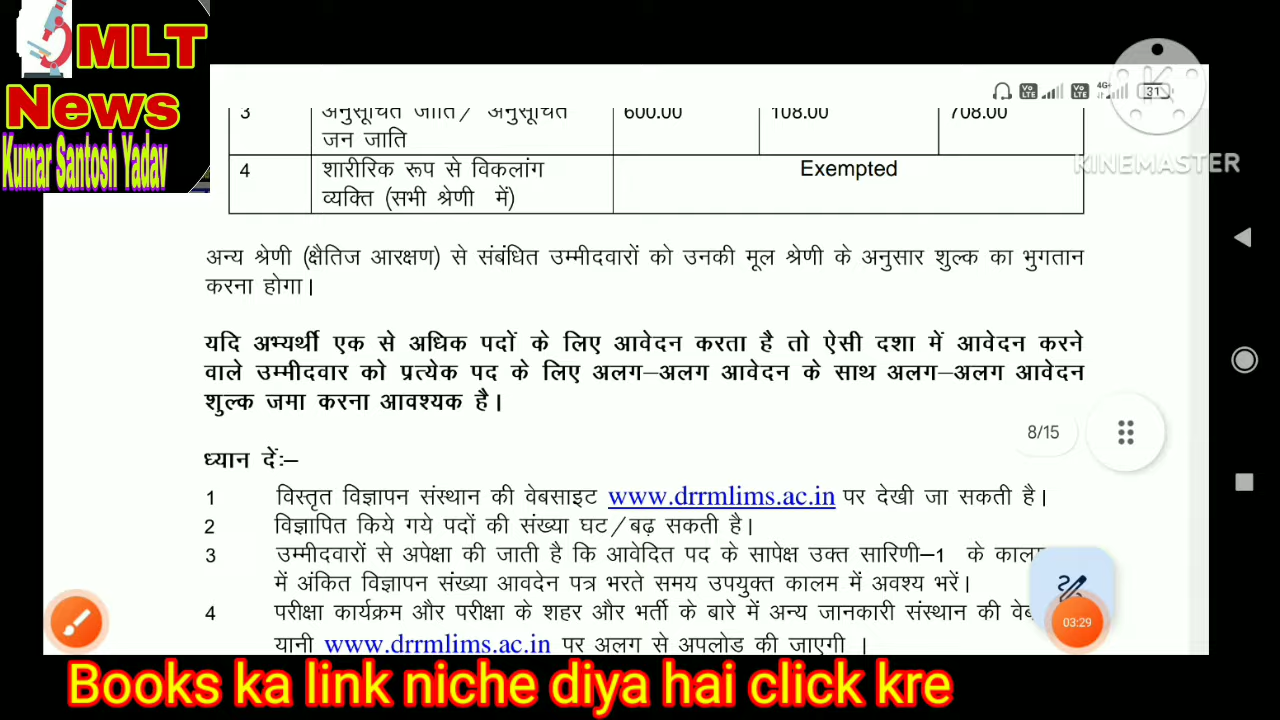 MLT
News
Kumar Santosh Yadav
31
KINEMASTER
3 अनुसूचित जाति/ अनुसूचित 600.00 108.00 708.00
जन जाति
4 शारीरिक रूप से विकलांग Exempted
व्यक्ति (सभी श्रेणी में)
अन्य श्रेणी (क्षैतिज आरक्षण) से संबंधित उम्मीदवारों को उनकी मूल श्रेणी के अनुसार शुल्क का भुगतान
करना होगा।
यदि अभ्यर्थी एक से अधिक पदों के लिए आवेदन करता है तो ऐसी दशा में आवेदन करने
वाले उम्मीदवार को प्रत्येक पद के लिए अलग–अलग आवेदन के साथ अलग–अलग आवेदन
शुल्क जमा करना आवश्यक है।
8/15
ध्यान दें:–
1 विस्तृत विज्ञापन संस्थान की वेबसाइट www.drrmlims.ac.in पर देखी जा सकती है।
2 विज्ञापित किये गये पदों की संख्या घट/बढ़ सकती है।
3 उम्मीदवारों से अपेक्षा की जाती है कि आवेदित पद के सापेक्ष उक्त सारिणी–1 के
में अंकित विज्ञापन संख्या आवदेन पत्र भरते समय उपयुक्त कालम में अवश्य भरें।
4 परीक्षा कार्यक्रम और परीक्षा के शहर और भर्ती के बारे में अन्य जानकारी संस्थान की
यानी www.drrmlims.ac.in पर अलग से अपलोड की जाएगी ।
03:29
Books ka link niche diya hai click kre